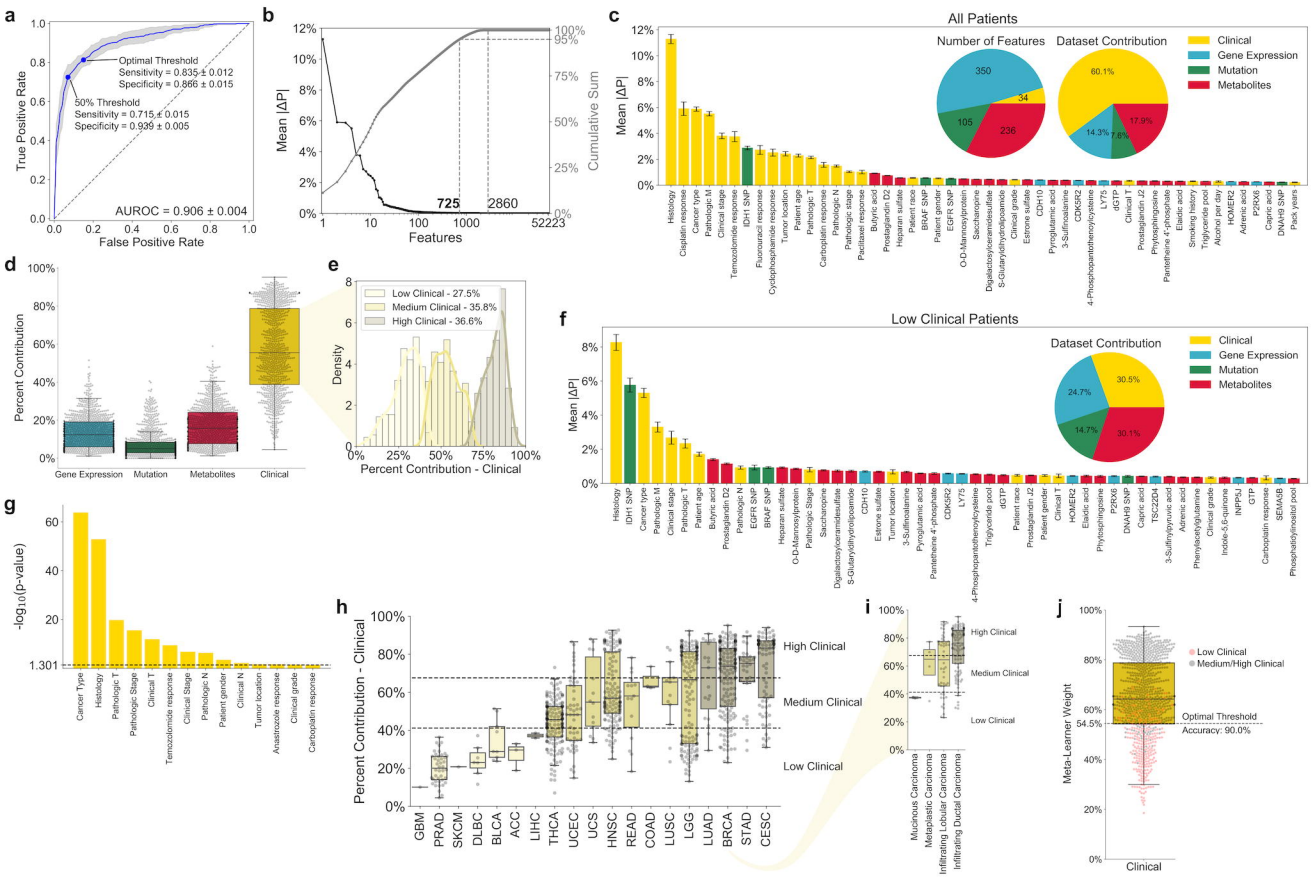 a
1.0
0.8
0.6
0.4
0.2
0.0
True Positive Rate
Optimal Threshold
Sensitivity = 0.835 ± 0.012
Specificity = 0.866 ± 0.015
50% Threshold
Sensitivity = 0.715 ± 0.015
Specificity = 0.939 ± 0.005
AUROC = 0.906 ± 0.004
0.0 0.2 0.4 0.6 0.8 1.0
False Positive Rate
b
12%
10%
8%
6%
4%
2%
0%
Mean |ΔP|
100%
95%
75%
50%
25%
0%
Cumulative Sum
725
2860
1 10 100 1000 52223
Features
c
All Patients
12%
10%
8%
6%
4%
2%
0%
Mean |ΔP|
Number of Features
350
34
105
236
Dataset Contribution
60.1%
14.3%
7.6%
17.9%
Clinical
Gene Expression
Mutation
Metabolites
Histology
Cisplatin response
Cancer type
Pathologic M
Clinical stage
Temozolomide response
IDH1 SNP
Fluorouracil response
Cyclophosphamide response
Tumor location
Patient age
Pathologic T
Carboplatin response
Pathologic N
Pathologic stage
Paclitaxel response
Butyric acid
Prostaglandin D2
Heparan sulfate
Patient race
BRAF SNP
Patient gender
EGFR SNP
O-D-Mannosylprotein
Saccharopine
Digalactosylceramidesulfate
S-Glutaryldihydrolipoamide
Clinical grade
Estrone sulfate
CDH10
Pyroglutamic acid
3-Sulfinoalanine
CDK5R2
4-Phosphopantothenoylcysteine
LY75
dGTP
Clinical T
Prostaglandin J2
Phytosphingosine
Pantetheine 4'-phosphate
Elaidic acid
Smoking history
Triglyceride pool
Alcohol per day
HOMER2
Adrenic acid
P2RX6
Capric acid
DNAH9 SNP
Pack years
d
100%
80%
60%
40%
20%
0%
Percent Contribution
Gene Expression
Mutation
Metabolites
Clinical
e
8
6
4
2
0
Density
Low Clinical - 27.5%
Medium Clinical - 35.8%
High Clinical - 36.6%
0% 25% 50% 75% 100%
Percent Contribution - Clinical
f
Low Clinical Patients
8%
6%
4%
2%
0%
Mean |ΔP|
Dataset Contribution
30.5%
24.7%
14.7%
30.1%
Clinical
Gene Expression
Mutation
Metabolites
Histology
IDH1 SNP
Cancer type
Pathologic M
Clinical stage
Pathologic T
Patient age
Butyric acid
Prostaglandin D2
Pathologic N
EGFR SNP
BRAF SNP
Heparan sulfate
O-D-Mannosylprotein
Pathologic Stage
Saccharopine
Digalactosylceramidesulfate
S-Glutaryldihydrolipoamide
CDH10
Estrone sulfate
Tumor location
3-Sulfinoalanine
Pyroglutamic acid
Pantetheine 4'-phosphate
CDK5R2
LY75
4-Phosphopantothenoylcysteine
Triglyceride pool
dGTP
Patient race
Prostaglandin J2
Patient gender
Clinical T
HOMER2
Elaidic acid
Phytosphingosine
P2RX6
DNAH9 SNP
Capric acid
TSC22D4
3-Sulfinylpyruvic acid
Adrenic acid
Phenylacetylglutamine
Clinical grade
Indole-5,6-quinone
INPP5J
GTP
Carboplatin response
SEMA5B
Phosphatidylinositol pool
g
60
40
20
1.301
-log10(p-value)
Cancer Type
Histology
Pathologic T
Pathologic Stage
Clinical T
Temozolomide response
Clinical Stage
Pathologic N
Patient gender
Clinical N
Tumor location
Anastrozole response
Clinical grade
Carboplatin response
h
100%
80%
60%
40%
20%
0%
Percent Contribution - Clinical
High Clinical
Medium Clinical
Low Clinical
GBM
PRAD
SKCM
DLBC
BLCA
ACC
LIHC
THCA
UCEC
UCS
HNSC
READ
COAD
LUSC
LGG
LUAD
BRCA
STAD
CESC
i
100%
80%
60%
40%
20%
0%
High Clinical
Medium Clinical
Low Clinical
Mucinous Carcinoma
Metaplastic Carcinoma
Infiltrating Lobular Carcinoma
Infiltrating Ductal Carcinoma
j
100%
80%
60%
54.5%
40%
20%
0%
Meta-Learner Weight
Low Clinical
Medium/High Clinical
Optimal Threshold
Accuracy: 90.0%
Clinical